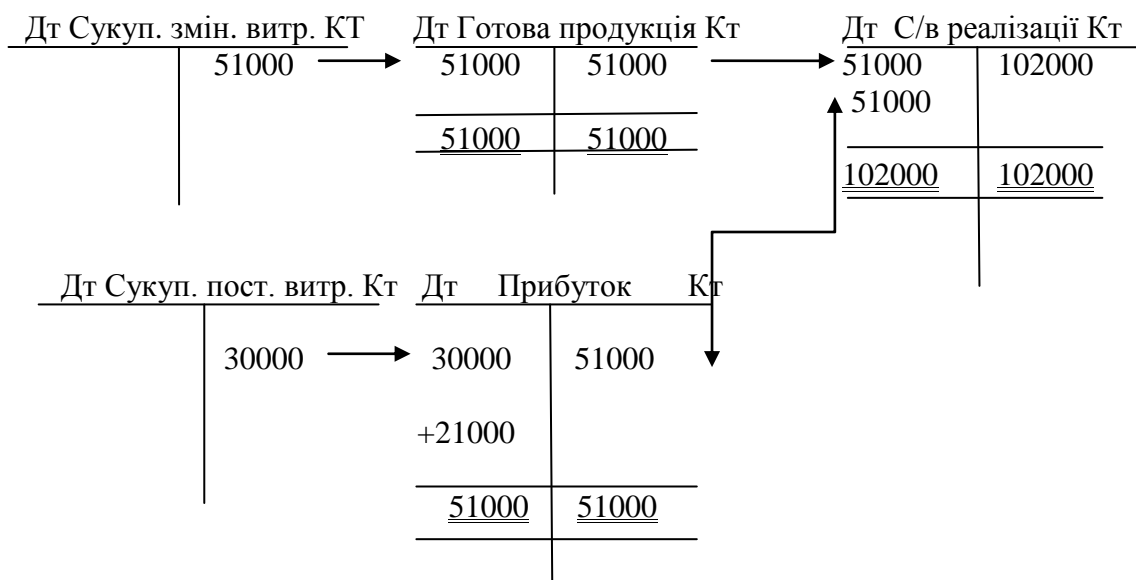 Дт Сукуп. змін. витр. КТ Дт Готова продукція Кт Дт С/в реалізації Кт
51000 51000 51000 51000 102000
51000
51000 51000 102000 102000
Дт Сукуп. пост. витр. Кт Дт Прибуток Кт
30000 30000 51000
+21000
51000 51000